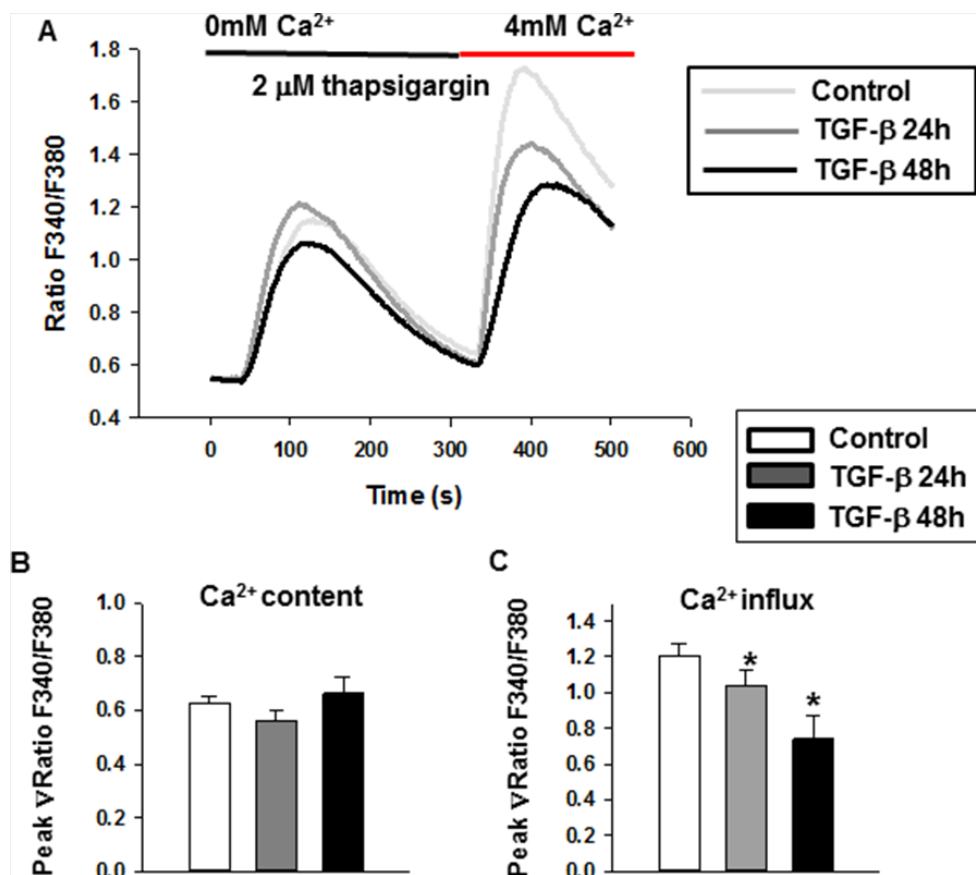 A
0mM Ca²⁺ 4mM Ca²⁺
2 µM thapsigargin
Ratio F340/F380
1.8
1.6
1.4
1.2
1.0
0.8
0.6
0.4
0 100 200 300 400 500 600
Time (s)
Control
TGF-β 24h
TGF-β 48h
Control
TGF-β 24h
TGF-β 48h
B
Ca²⁺ content
Peak ∇Ratio F340/F380
1.0
0.8
0.6
0.4
0.2
0.0
C
Ca²⁺ influx
Peak ∇Ratio F340/F380
1.4
1.2
1.0
0.8
0.6
0.4
0.2
0.0
* *